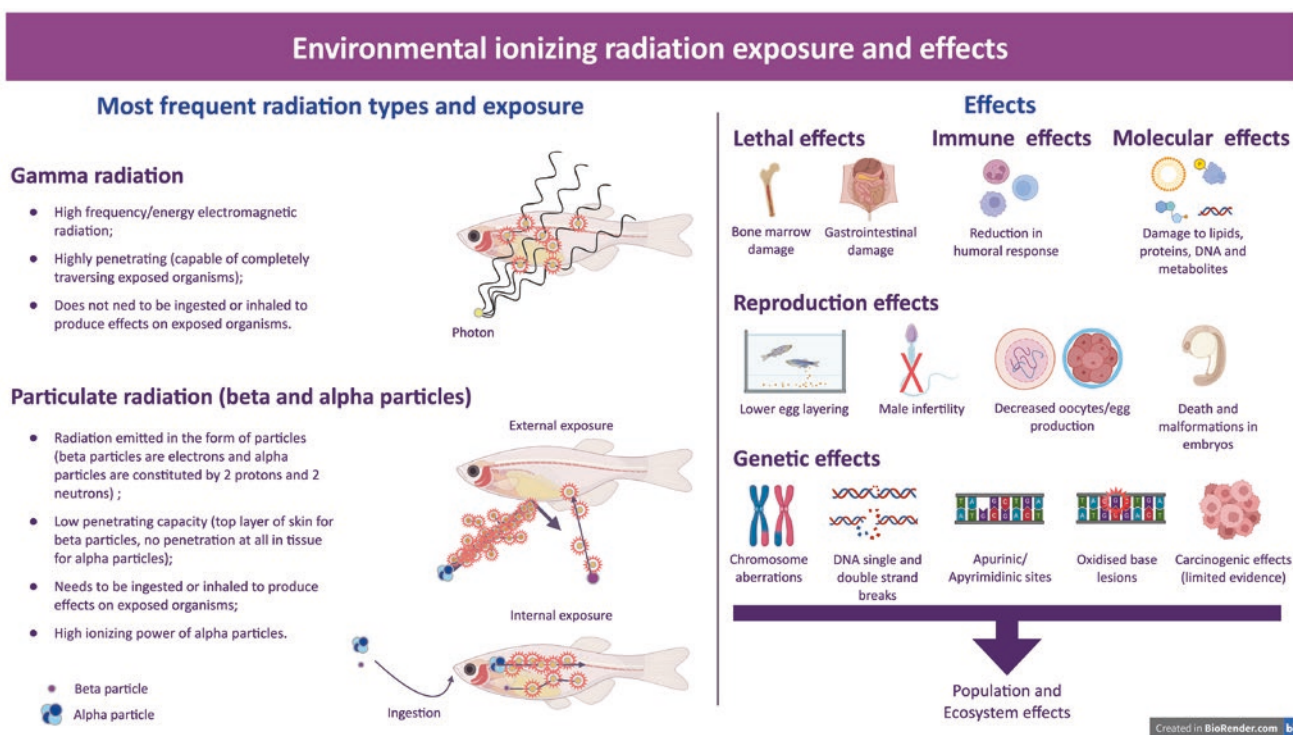 Environmental ionizing radiation exposure and effects
Most frequent radiation types and exposure
Gamma radiation
● High frequency/energy electromagnetic
radiation;
● Highly penetrating (capable of completely
traversing exposed organisms);
● Does not ned to be ingested or inhaled to
produce effects on exposed organisms.
Photon
Particulate radiation (beta and alpha particles)
● Radiation emitted in the form of particles
(beta particles are electrons and alpha
particles are constituted by 2 protons and 2
neutrons) ;
● Low penetrating capacity (top layer of skin for
beta particles, no penetration at all in tissue
for alpha particles);
● Needs to be ingested or inhaled to produce
effects on exposed organisms;
● High ionizing power of alpha particles.
Beta particle
Alpha particle
External exposure
Internal exposure
Ingestion
Effects
Lethal effects
Bone marrow
damage
Gastrointestinal
damage
Immune effects
Reduction in
humoral response
Molecular effects
Damage to lipids,
proteins, DNA and
metabolites
Reproduction effects
Lower egg layering
Male infertility
Decreased oocytes/egg
production
Death and
malformations in
embryos
Genetic effects
Chromosome
aberrations
DNA single and
double strand
breaks
Apurinic/
Apyrimidinic sites
Oxidised base
lesions
Carcinogenic effects
(limited evidence)
Population and
Ecosystem effects
Created in BioRender.com